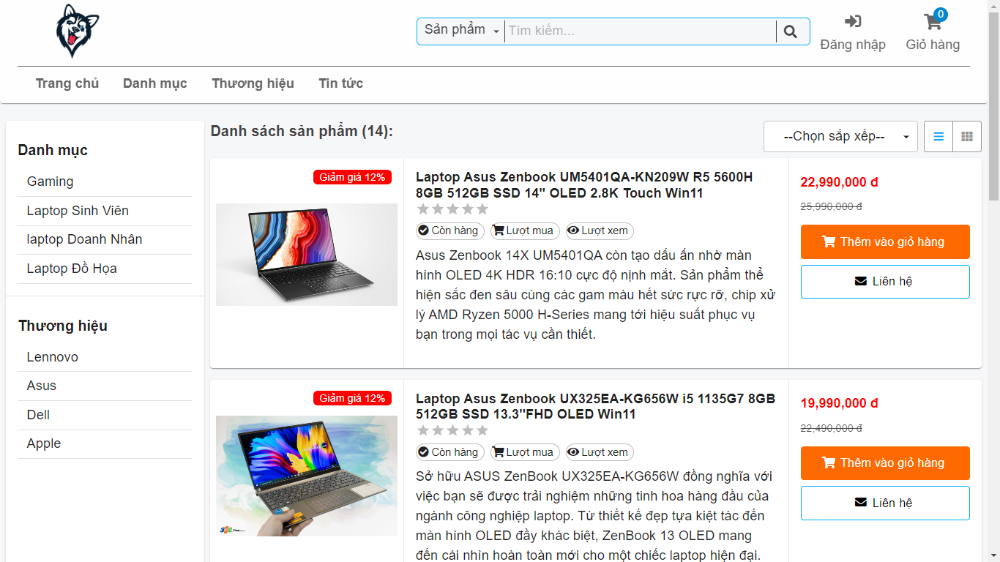 Sản phẩm
Tìm kiếm...
Đăng nhập
0
Giỏ hàng
Trang chủ
Danh mục
Thương hiệu
Tin tức
Danh mục
Gaming
Laptop Sinh Viên
laptop Doanh Nhân
Laptop Đồ Họa
Thương hiệu
Lennovo
Asus
Dell
Apple
Danh sách sản phẩm (14):
--Chọn sắp xếp--
Giảm giá 12%
Laptop Asus Zenbook UM5401QA-KN209W R5 5600H
8GB 512GB SSD 14" OLED 2.8K Touch Win11
Còn hàng
Lượt mua
Lượt xem
Asus Zenbook 14X UM5401QA còn tạo dấu ấn nhờ màn
hình OLED 4K HDR 16:10 cực độ nịnh mắt. Sản phẩm thể
hiện sắc đen sâu cùng các gam màu hết sức rực rỡ, chip xử
lý AMD Ryzen 5000 H-Series mang tới hiệu suất phục vụ
bạn trong mọi tác vụ cần thiết.
22,990,000 đ
25,990,000 đ
Thêm vào giỏ hàng
Liên hệ
Giảm giá 12%
Laptop Asus Zenbook UX325EA-KG656W i5 1135G7 8GB
512GB SSD 13.3''FHD OLED Win11
Còn hàng
Lượt mua
Lượt xem
Sở hữu ASUS ZenBook UX325EA-KG656W đồng nghĩa với
việc bạn sẽ được trải nghiệm những tinh hoa hàng đầu của
ngành công nghiệp laptop. Từ thiết kế đẹp tựa kiệt tác đến
màn hình OLED đầy khác biệt, ZenBook 13 OLED mang
đến cái nhìn hoàn toàn mới cho một chiếc laptop hiện đại.
19,990,000 đ
22,490,000 đ
Thêm vào giỏ hàng
Liên hệ